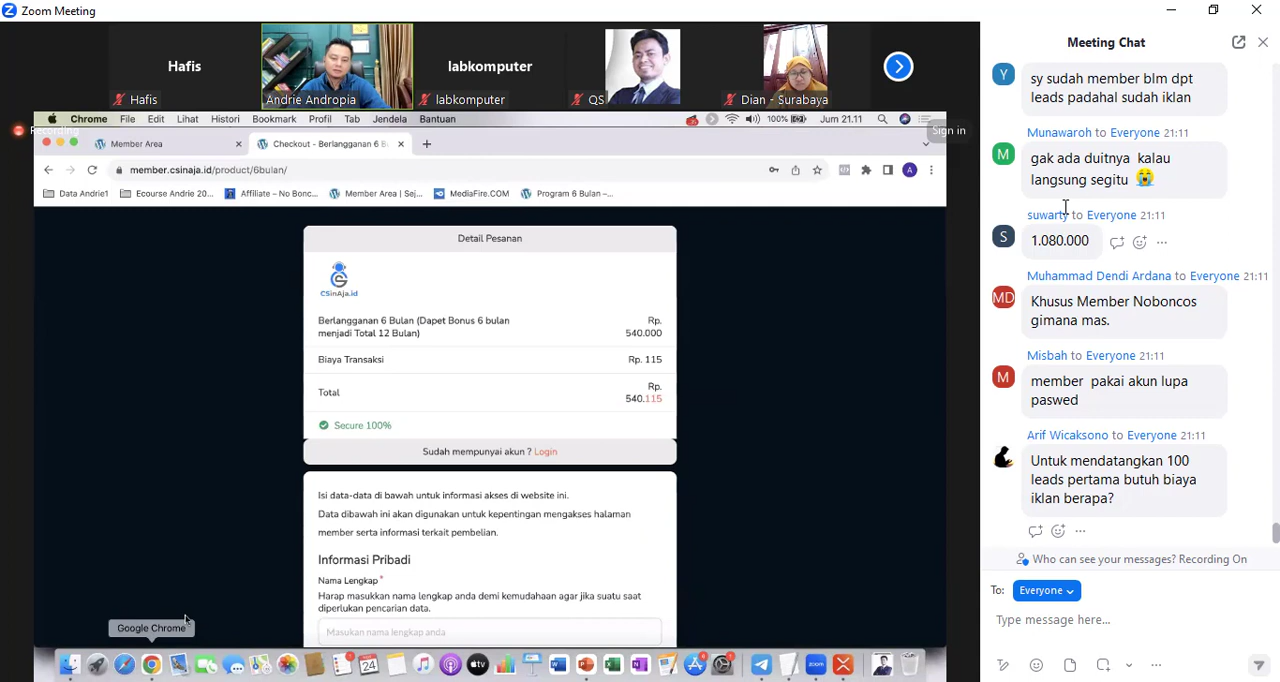 Zoom Meeting
Hafis
Hafis
Andrie Andropia
labkomputer
labkomputer
QS
Dian - Surabaya
Recording
Sign in
Chrome File Edit Lihat Histori Bookmark Profil Tab Jendela Bantuan
100% Jum 21.11
Member Area
Checkout - Berlangganan 6 B
member.csinaja.id/product/6bulan/
A
Data Andrie1 Ecourse Andrie 20... Affiliate – No Bonc... Member Area | Sej... MediaFire.COM Program 6 Bulan –...
Detail Pesanan
CSinAja.id
Berlangganan 6 Bulan (Dapet Bonus 6 bulan
menjadi Total 12 Bulan)
Rp.
540.000
Biaya Transaksi
Rp. 115
Total
Rp.
540.115
Secure 100%
Sudah mempunyai akun ? Login
Isi data-data di bawah untuk informasi akses di website ini.
Data dibawah ini akan digunakan untuk kepentingan mengakses halaman
member serta informasi terkait pembelian.
Informasi Pribadi
Nama Lengkap *
Harap masukkan nama lengkap anda demi kemudahaan agar jika suatu saat
diperlukan pencarian data.
Masukan nama lengkap anda
Google Chrome
Meeting Chat
Y
sy sudah member blm dpt
leads padahal sudah iklan
Munawaroh to Everyone 21:11
M
gak ada duitnya kalau
langsung segitu 😭
suwarty to Everyone 21:11
S
1.080.000
Muhammad Dendi Ardana to Everyone 21:11
MD
Khusus Member Noboncos
gimana mas.
Misbah to Everyone 21:11
M
member pakai akun lupa
paswed
Arif Wicaksono to Everyone 21:11
Untuk mendatangkan 100
leads pertama butuh biaya
iklan berapa?
Who can see your messages? Recording On
To: Everyone
Type message here...